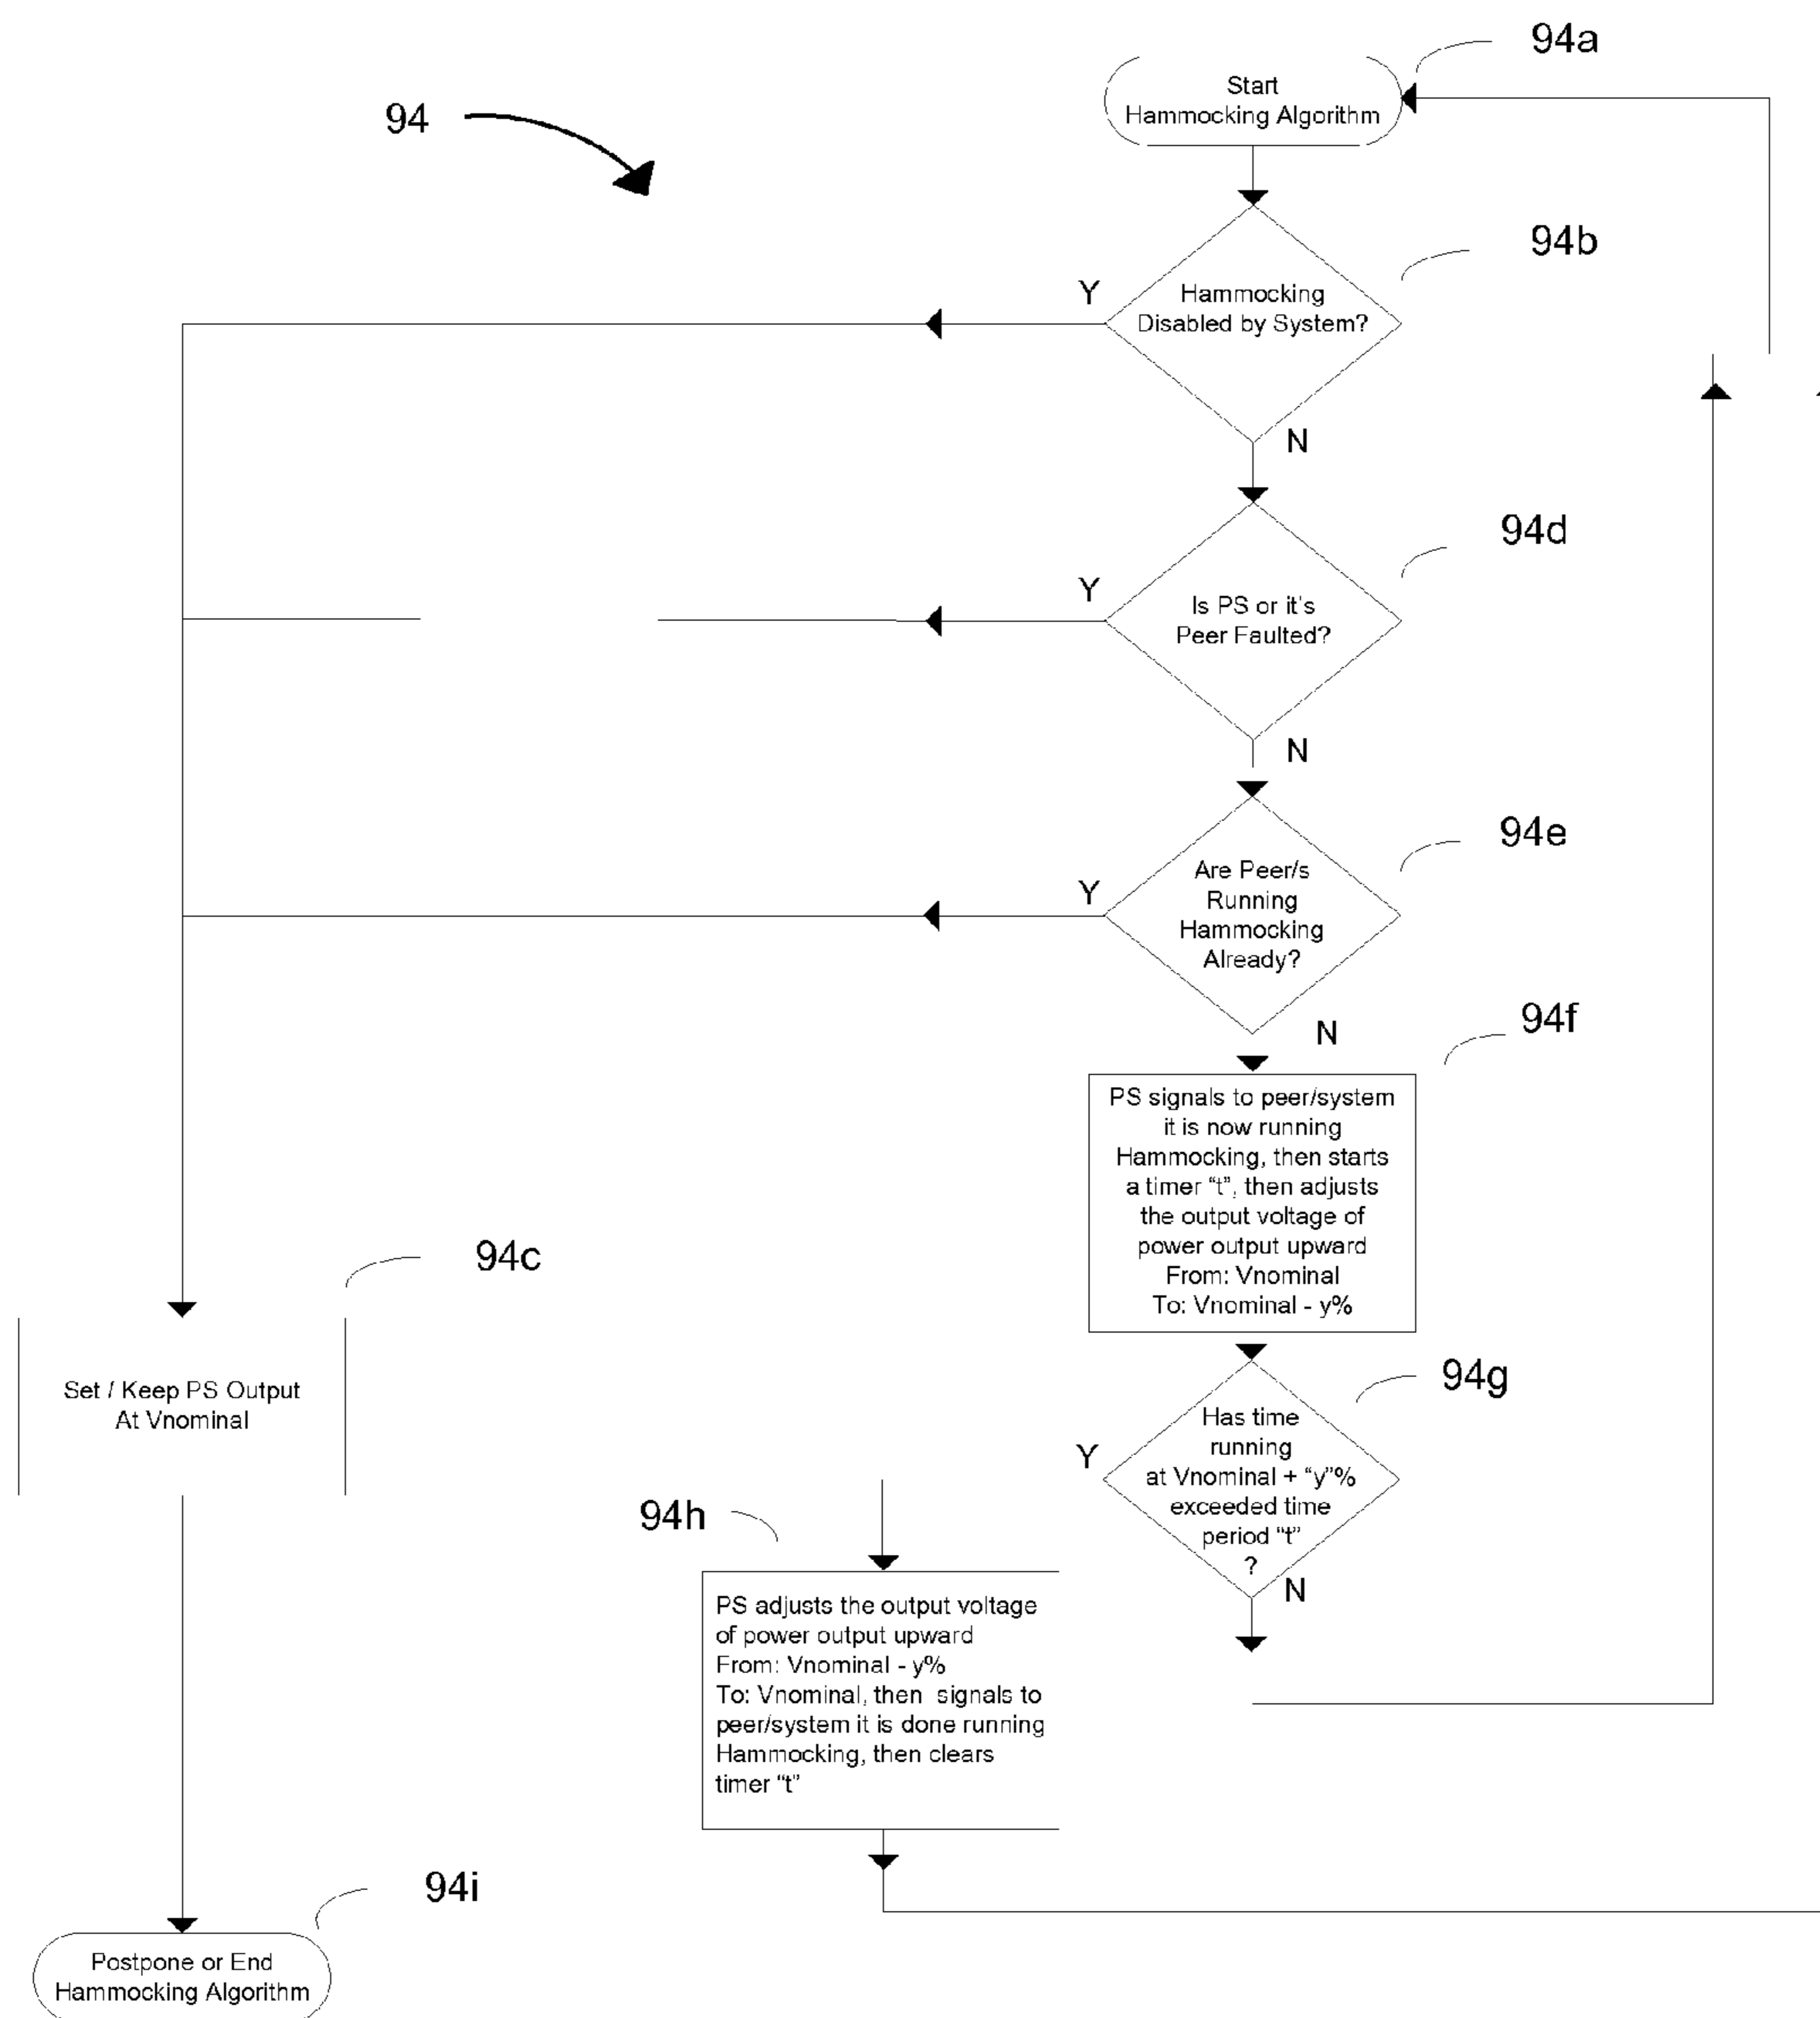 94a
Start
Hammocking Algorithm
94
94b
Y
Hammocking
Disabled by System?
N
94d
Y
Is PS or it's
Peer Faulted?
N
94e
Y
Are Peer/s
Running
Hammocking
Already?
N
94f
PS signals to peer/system
it is now running
Hammocking, then starts
a timer "t", then adjusts
the output voltage of
power output upward
From: Vnominal
To: Vnominal - y%
94c
Set / Keep PS Output
At Vnominal
94g
Y
Has time
running
at Vnominal + "y"%
exceeded time
period "t"
?
N
94h
PS adjusts the output voltage
of power output upward
From: Vnominal - y%
To: Vnominal, then signals to
peer/system it is done running
Hammocking, then clears
timer "t"
94i
Postpone or End
Hammocking Algorithm